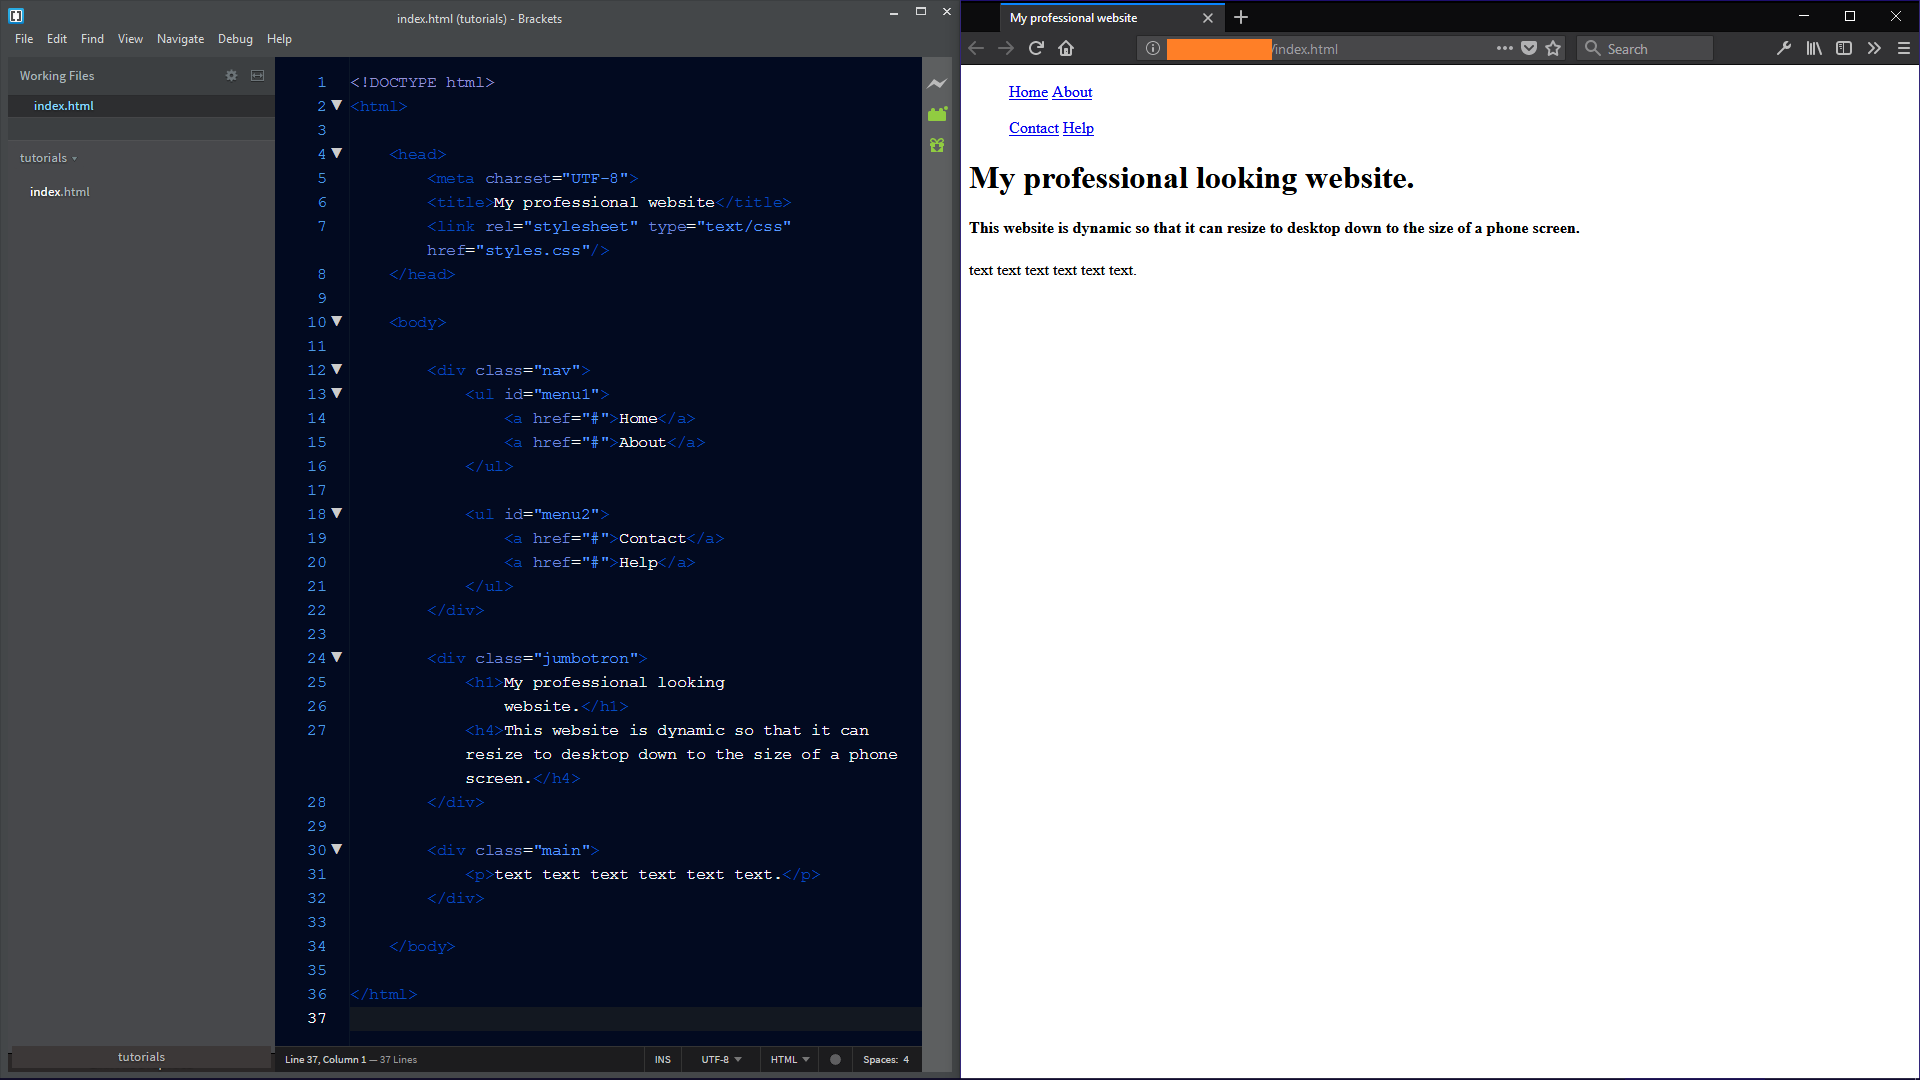 index.html (tutorials) - Brackets
File Edit Find View Navigate Debug Help
Working Files
index.html
tutorials
index.html
tutorials
1 <!DOCTYPE html>
2 <html>
3
4 <head>
5 <meta charset="UTF-8">
6 <title>My professional website</title>
7 <link rel="stylesheet" type="text/css"
href="styles.css"/>
8 </head>
9
10 <body>
11
12 <div class="nav">
13 <ul id="menu1">
14 <a href="#">Home</a>
15 <a href="#">About</a>
16 </ul>
17
18 <ul id="menu2">
19 <a href="#">Contact</a>
20 <a href="#">Help</a>
21 </ul>
22 </div>
23
24 <div class="jumbotron">
25 <h1>My professional looking
26 website.</h1>
27 <h4>This website is dynamic so that it can
resize to desktop down to the size of a phone
screen.</h4>
28 </div>
29
30 <div class="main">
31 <p>text text text text text text.</p>
32 </div>
33
34 </body>
35
36 </html>
37
Line 37, Column 1 — 37 Lines
INS UTF-8 HTML Spaces: 4
My professional website
/index.html
Search
Home About
Contact Help
My professional looking website.
This website is dynamic so that it can resize to desktop down to the size of a phone screen.
text text text text text text.